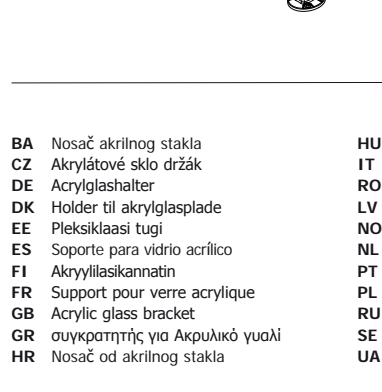 BA Nosač akrilnog stakla
CZ Akrylátové sklo držák
DE Acrylglashalter
DK Holder til akrylglasplade
EE Pleksiklaasi tugi
ES Soporte para vidrio acrílico
FI Akryylilasikannatin
FR Support pour verre acrylique
GB Acrylic glass bracket
GR συγκρατητής για Ακρυλικό γυαλί
HR Nosač od akrilnog stakla
HU
IT
RO
LV
NO
NL
PT
PL
RU
SE
UA